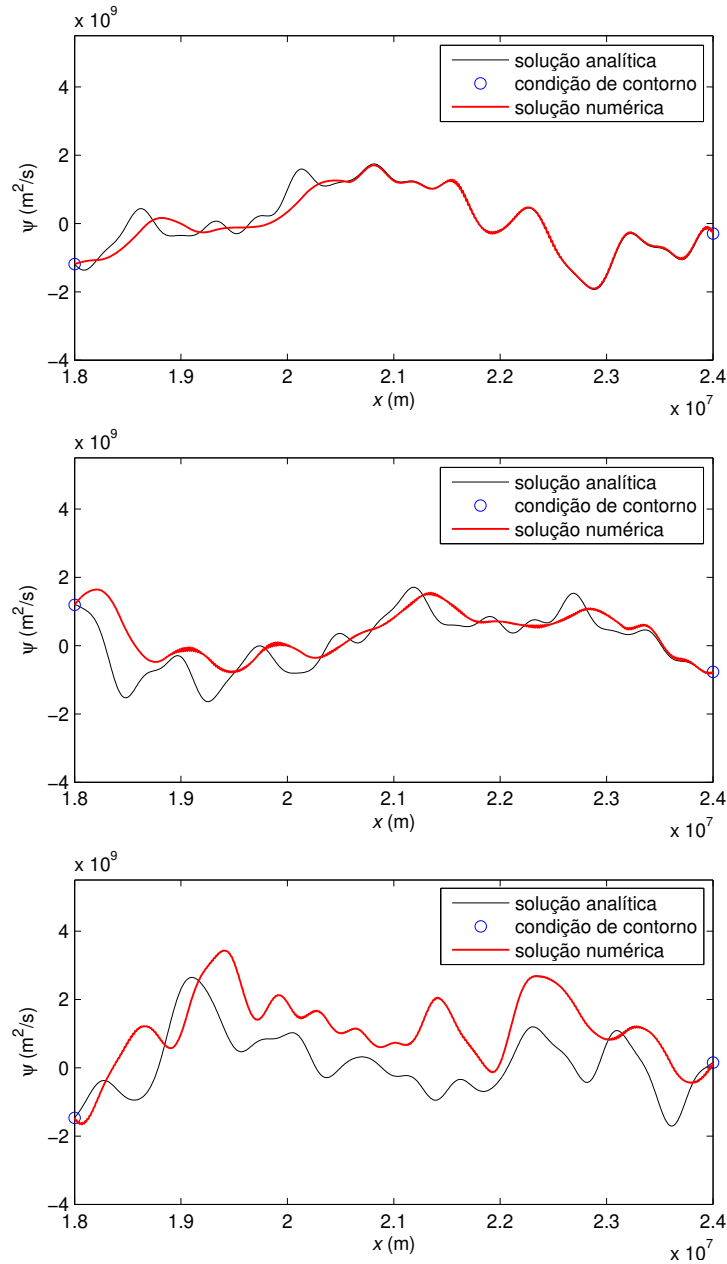 x 10^9
4
2
0
−2
−4
ψ (m^2/s)
solução analítica
condição de contorno
solução numérica
1.8 1.9 2 2.1 2.2 2.3 2.4
x (m)
x 10^7
x 10^9
4
2
0
−2
−4
ψ (m^2/s)
solução analítica
condição de contorno
solução numérica
1.8 1.9 2 2.1 2.2 2.3 2.4
x (m)
x 10^7
x 10^9
4
2
0
−2
−4
ψ (m^2/s)
solução analítica
condição de contorno
solução numérica
1.8 1.9 2 2.1 2.2 2.3 2.4
x (m)
x 10^7